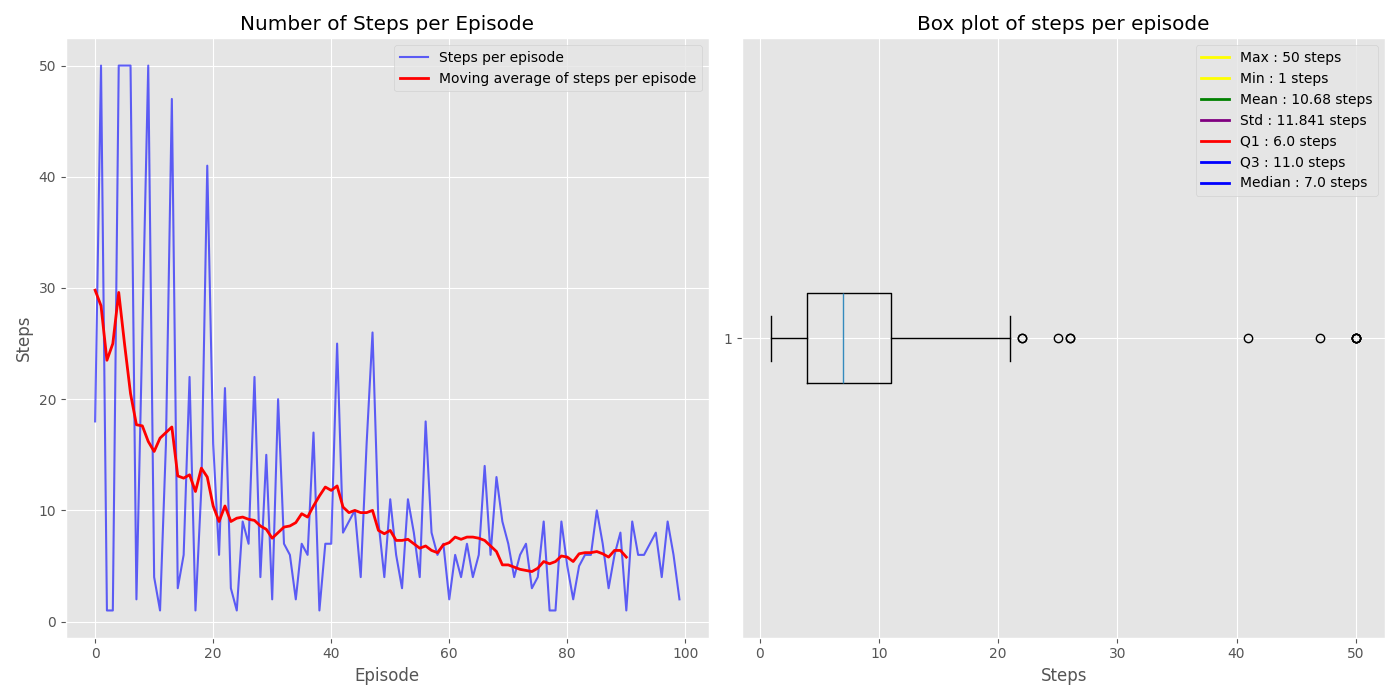 Number of Steps per Episode
Steps per episode
Moving average of steps per episode
Steps
50
40
30
20
10
0
0 20 40 60 80 100
Episode
Box plot of steps per episode
Max : 50 steps
Min : 1 steps
Mean : 10.68 steps
Std : 11.841 steps
Q1 : 6.0 steps
Q3 : 11.0 steps
Median : 7.0 steps
1
0 10 20 30 40 50
Steps